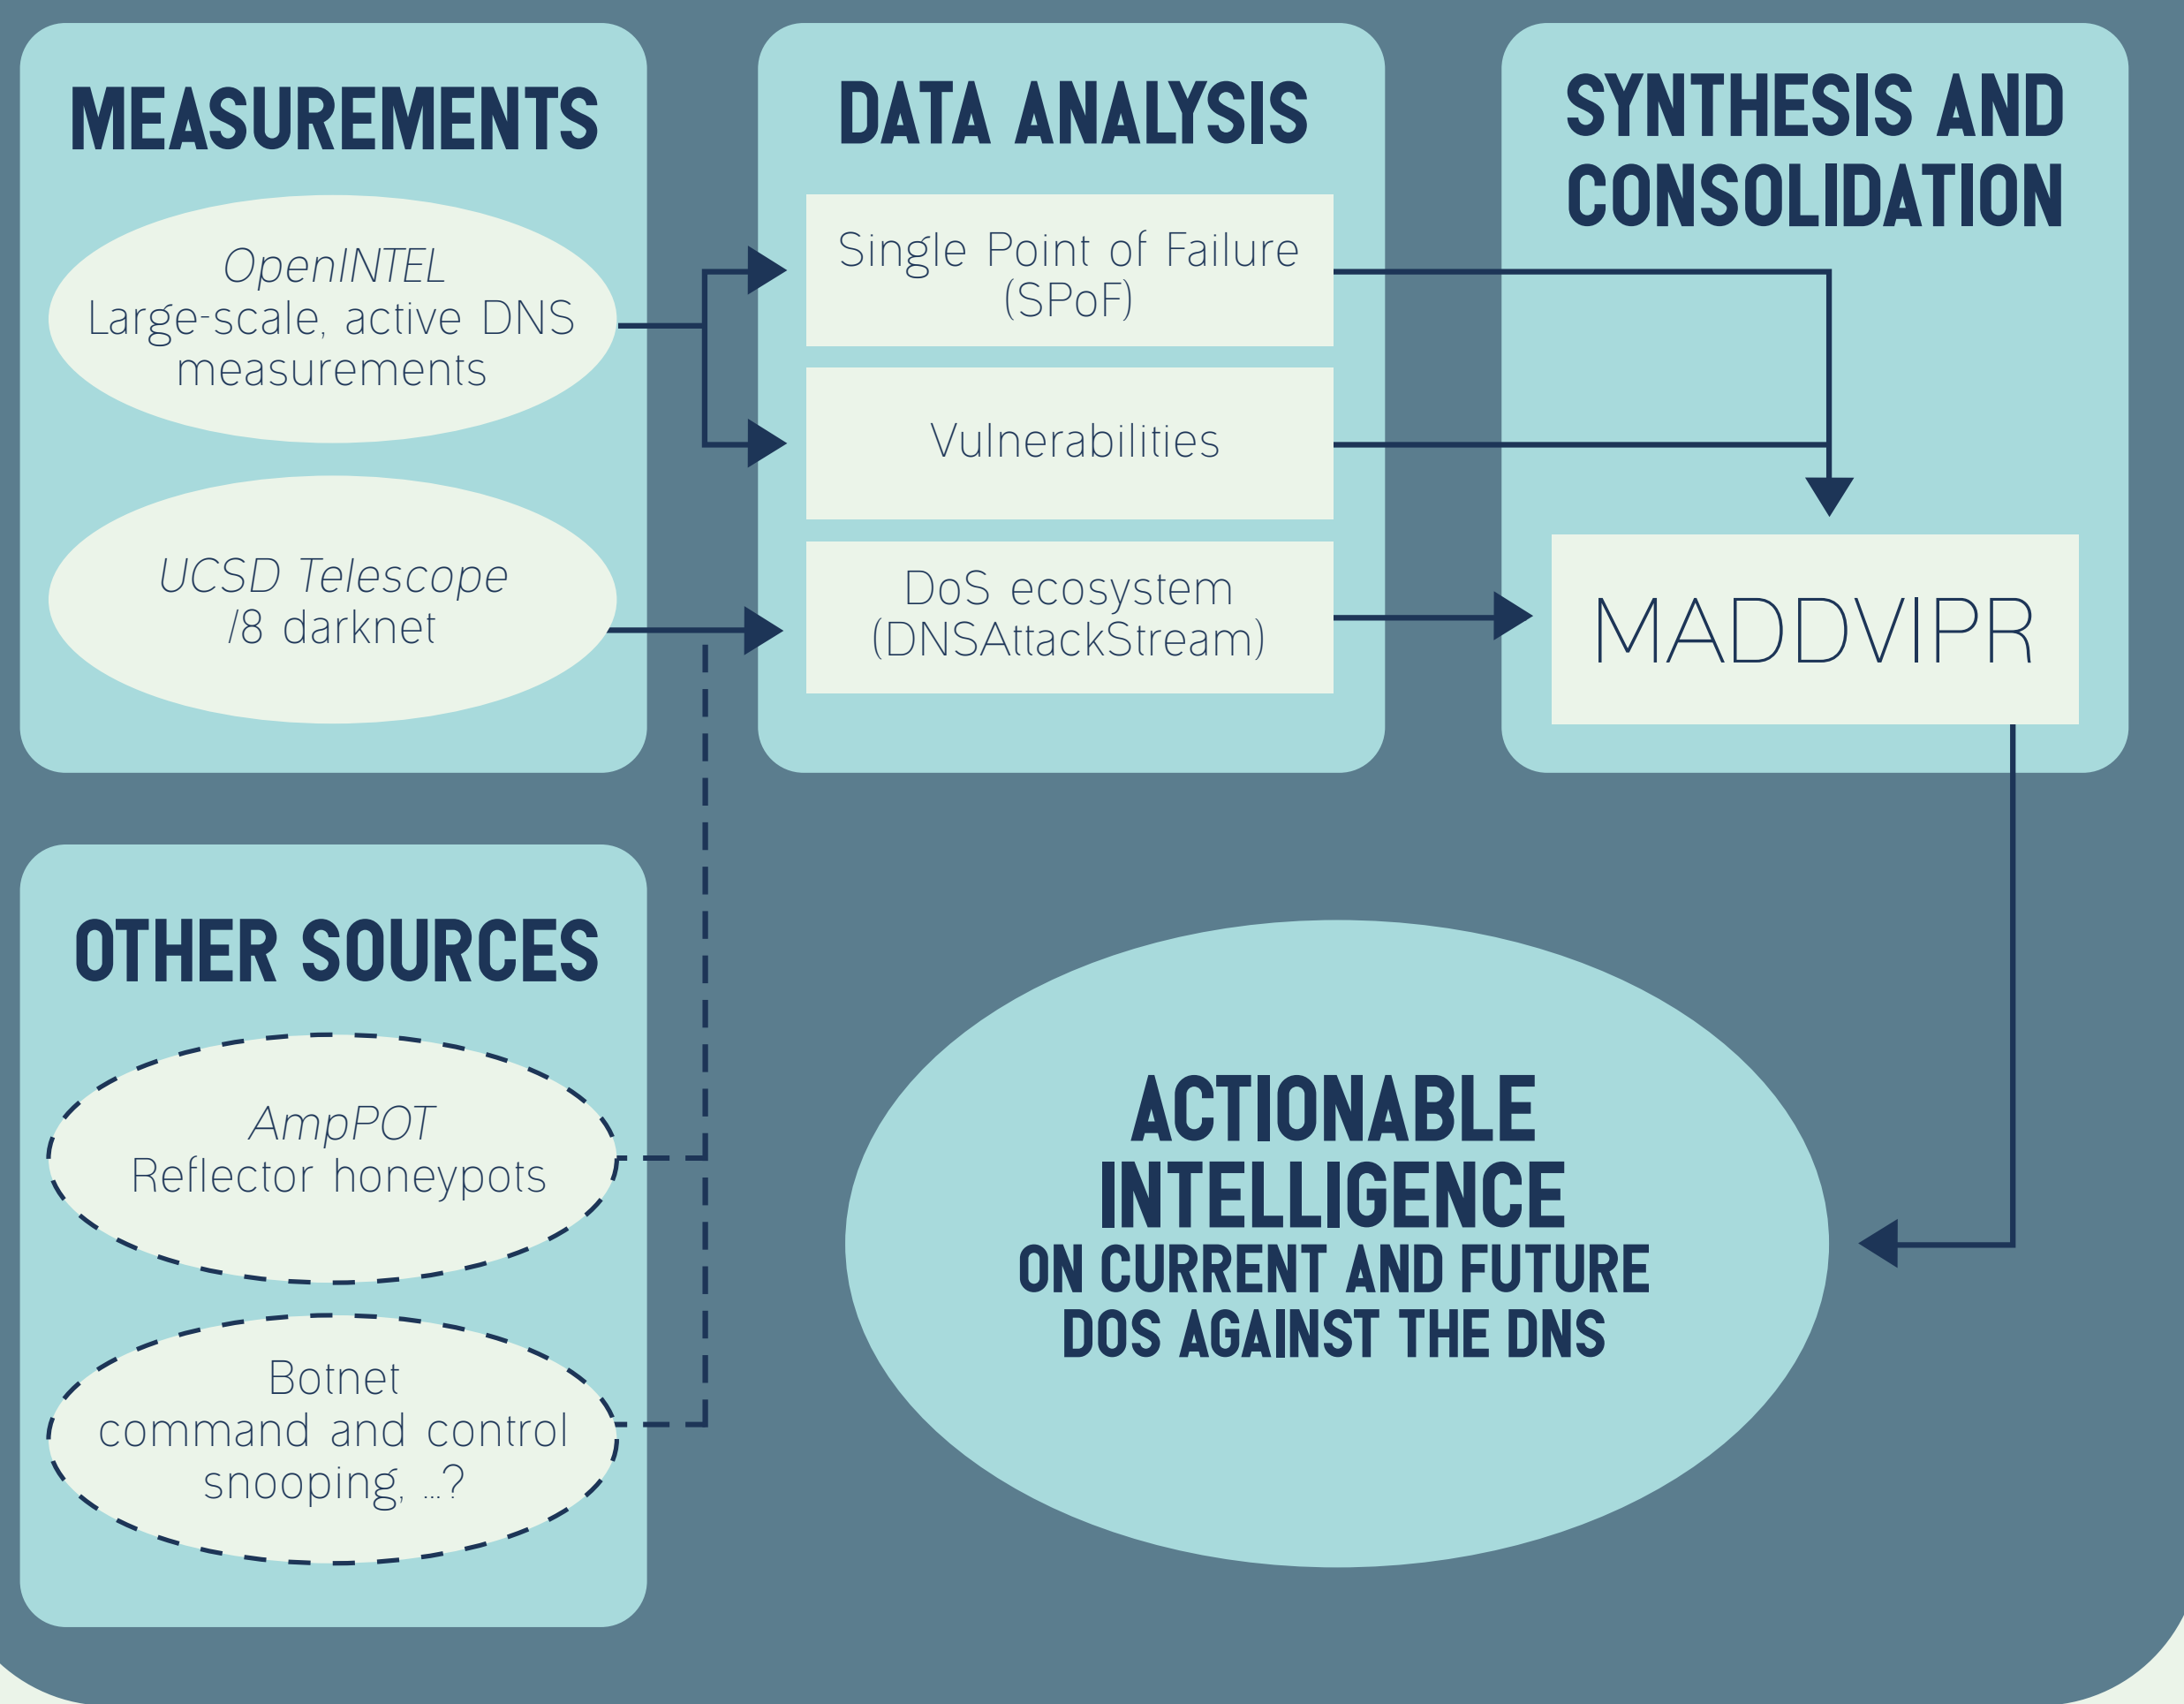 MEASUREMENTS
OpenINTEL
Large-scale, active DNS
measurements
UCSD Telescope
/8 darknet
DATA ANALYSIS
Single Point of Failure
(SPoF)
Vulnerabilities
DoS ecosystem
(DNSAttackStream)
SYNTHESIS AND
CONSOLIDATION
MADDVIPR
OTHER SOURCES
AmpPOT
Reflector honeypots
Botnet
command and control
snooping, ...?
ACTIONABLE
INTELLIGENCE
ON CURRENT AND FUTURE
DOS AGAINST THE DNS